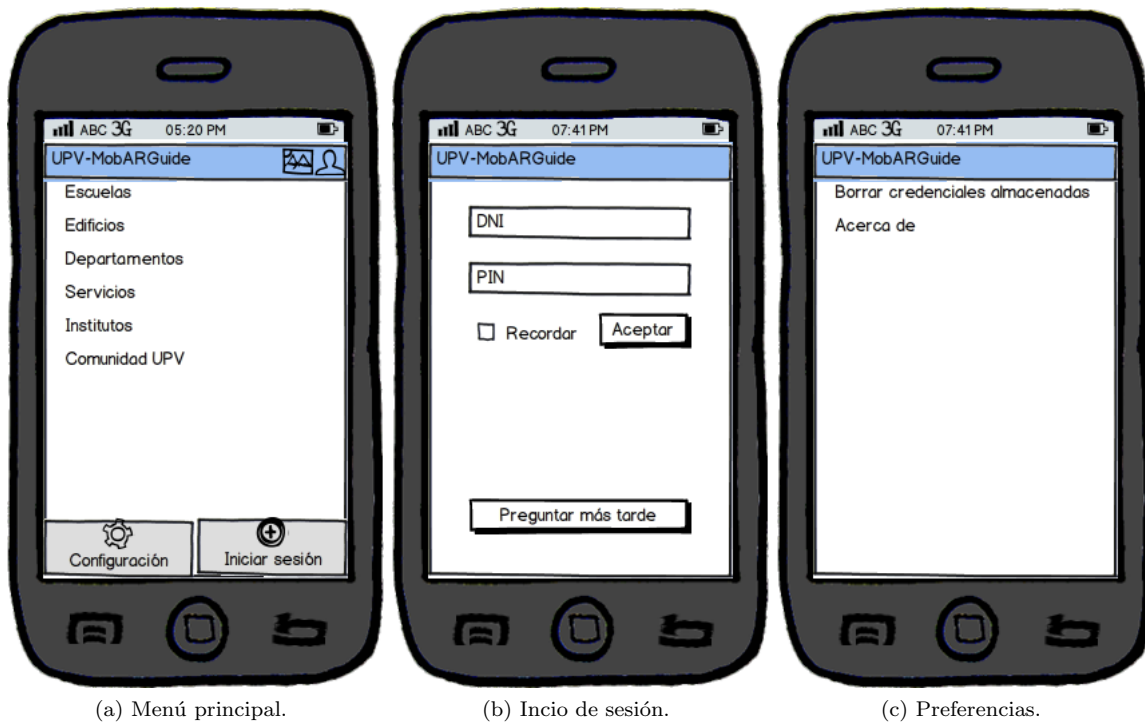 ABC 3G 05:20 PM
UPV-MobARGuide
Escuelas
Edificios
Departamentos
Servicios
Institutos
Comunidad UPV
Configuración
Iniciar sesión
(a) Menú principal.
ABC 3G 07:41 PM
UPV-MobARGuide
DNI
PIN
Recordar
Aceptar
Preguntar más tarde
(b) Incio de sesión.
ABC 3G 07:41 PM
UPV-MobARGuide
Borrar credenciales almacenadas
Acerca de
(c) Preferencias.